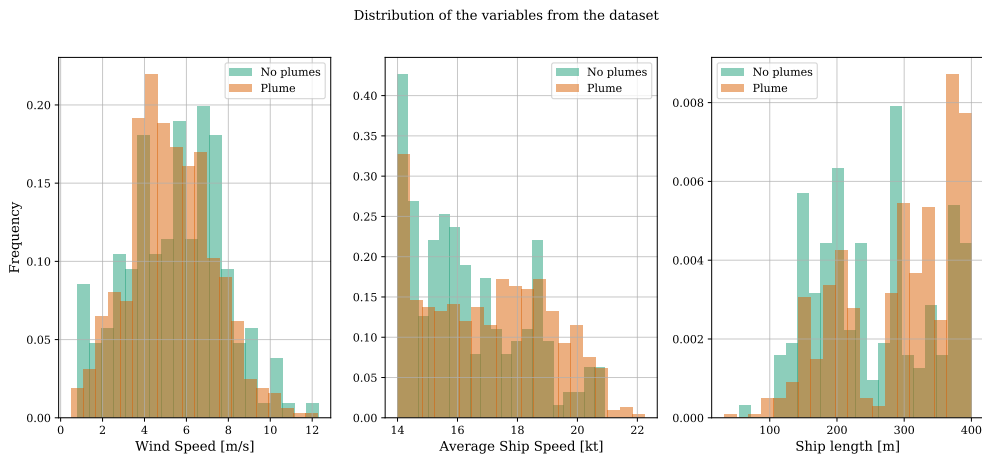 Distribution of the variables from the dataset
No plumes
Plume
No plumes
Plume
No plumes
Plume
Frequency
0.20
0.15
0.10
0.05
0.00
0.40
0.35
0.30
0.25
0.20
0.15
0.10
0.05
0.00
0.008
0.006
0.004
0.002
0.000
0 2 4 6 8 10 12
14 16 18 20 22
100 200 300 400
Wind Speed [m/s]
Average Ship Speed [kt]
Ship length [m]